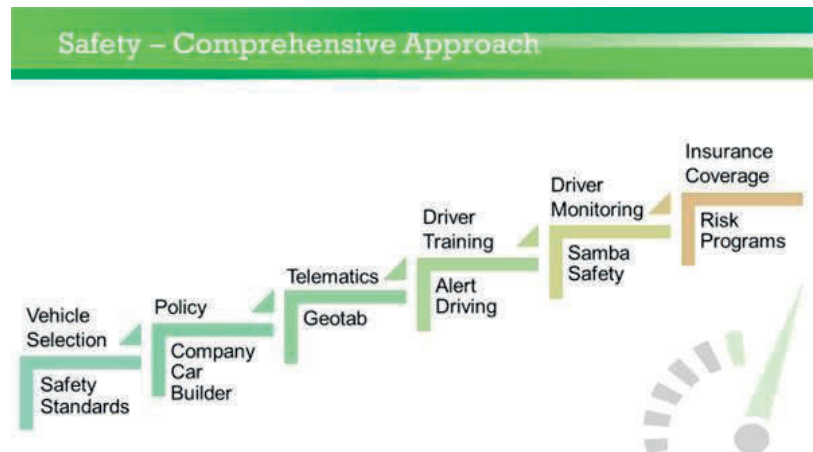 Safety – Comprehensive Approach
Vehicle
Selection
Safety
Standards
Policy
Company
Car
Builder
Telematics
Geotab
Driver
Training
Alert
Driving
Driver
Monitoring
Samba
Safety
Insurance
Coverage
Risk
Programs